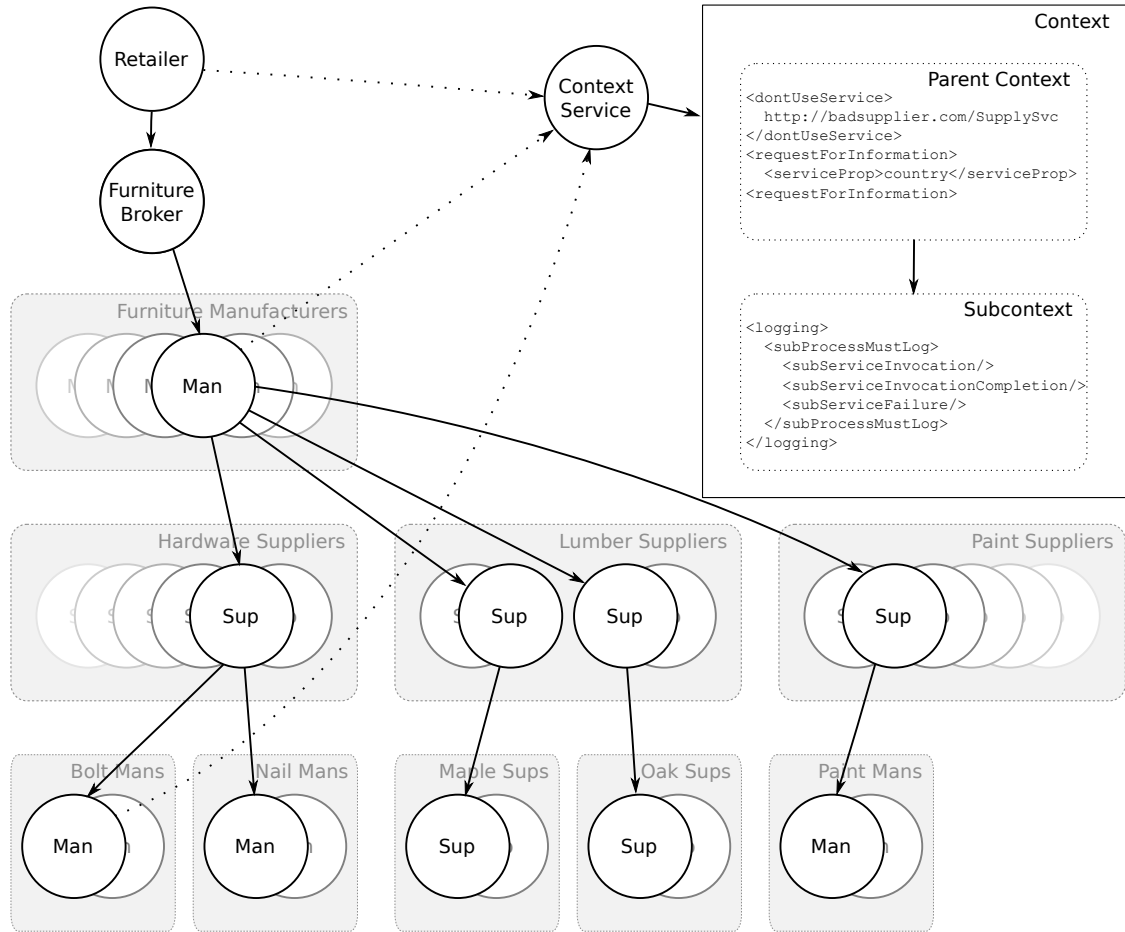 Retailer
Context
Service
Context
Parent Context
<dontUseService>
http://badsupplier.com/SupplySvc
</dontUseService>
<requestForInformation>
<serviceProp>country</serviceProp>
<requestForInformation>
Furniture
Broker
Subcontext
<logging>
<subProcessMustLog>
<subServiceInvocation/>
<subServiceInvocationCompletion/>
<subServiceFailure/>
</subProcessMustLog>
</logging>
Furniture Manufacturers
Man
Hardware Suppliers
Sup
Lumber Suppliers
Sup
Sup
Paint Suppliers
Sup
Bolt Mans
Man
Nail Mans
Man
Maple Sups
Sup
Oak Sups
Sup
Paint Mans
Man